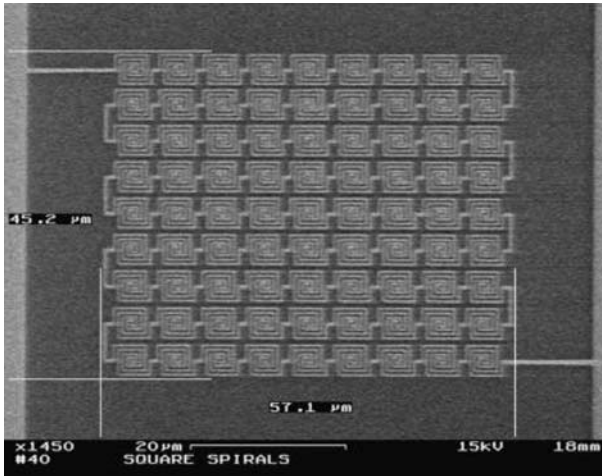 45.2 µm
57.1 µm
x1450 20µm 15kV 18mm
#40 SQUARE SPIRALS